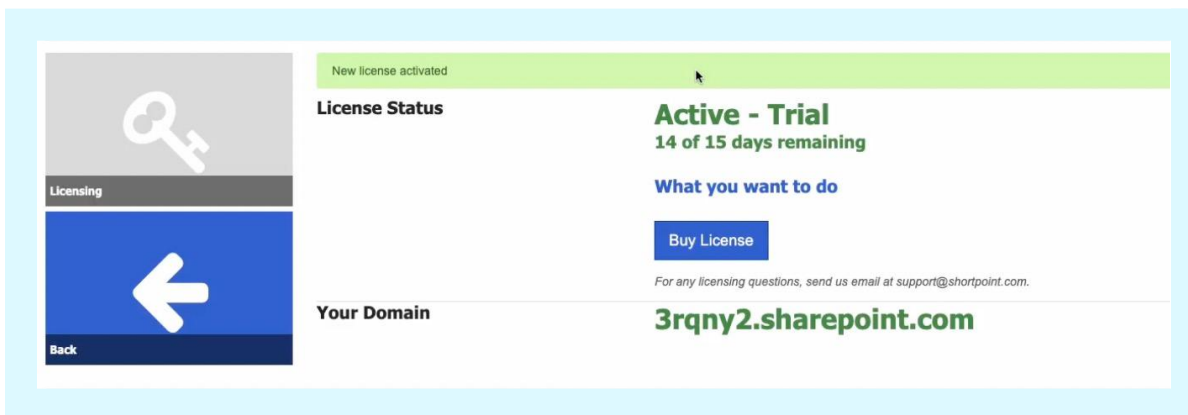 New license activated
License Status
Active - Trial
14 of 15 days remaining
Licensing
What you want to do
Buy License
For any licensing questions, send us email at support@shortpoint.com.
Your Domain
3rqny2.sharepoint.com
Back